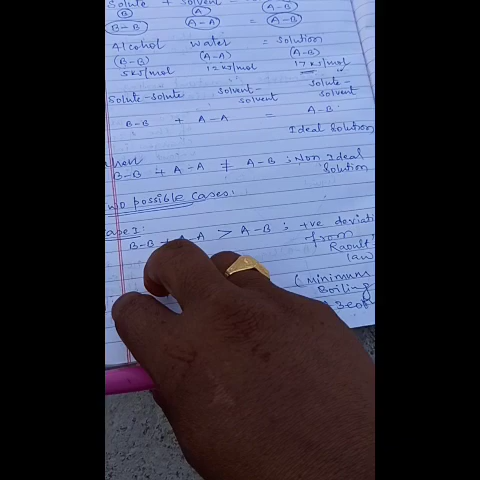 Solute + Solvent
(B) (A) (A-B)
(B-B) (A-A) = (A-B)
Alcohol water = Solution
(B-B) (A-A) (A-B)
5KJ/mol 12KJ/mol 17KJ/mol
Solute-Solute Solvent-Solvent Solute-Solvent
B-B + A-A = A-B
Ideal Solution
B-B + A-A ≠ A-B ; Non Ideal
Solution
possible Cases:
B-B + A-A > A-B ; +ve deviati
from
Raoult
law
(minimum
Boiling